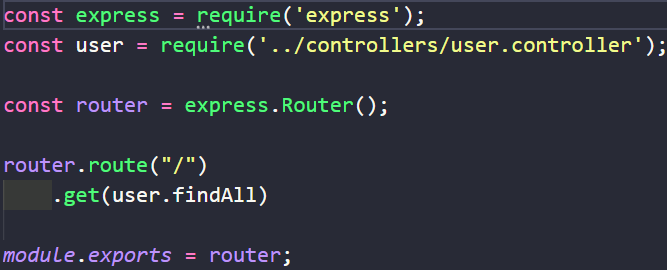 const express = require('express');
const user = require('../controllers/user.controller');
const router = express.Router();
router.route("/")
.get(user.findAll)
module.exports = router;